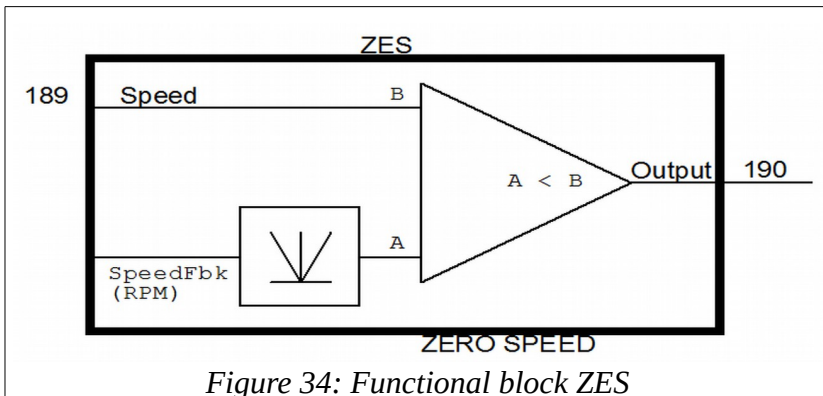 ZES
189 Speed B
A < B Output 190
A
SpeedFbk
(RPM)
ZERO SPEED
Figure 34: Functional block ZES